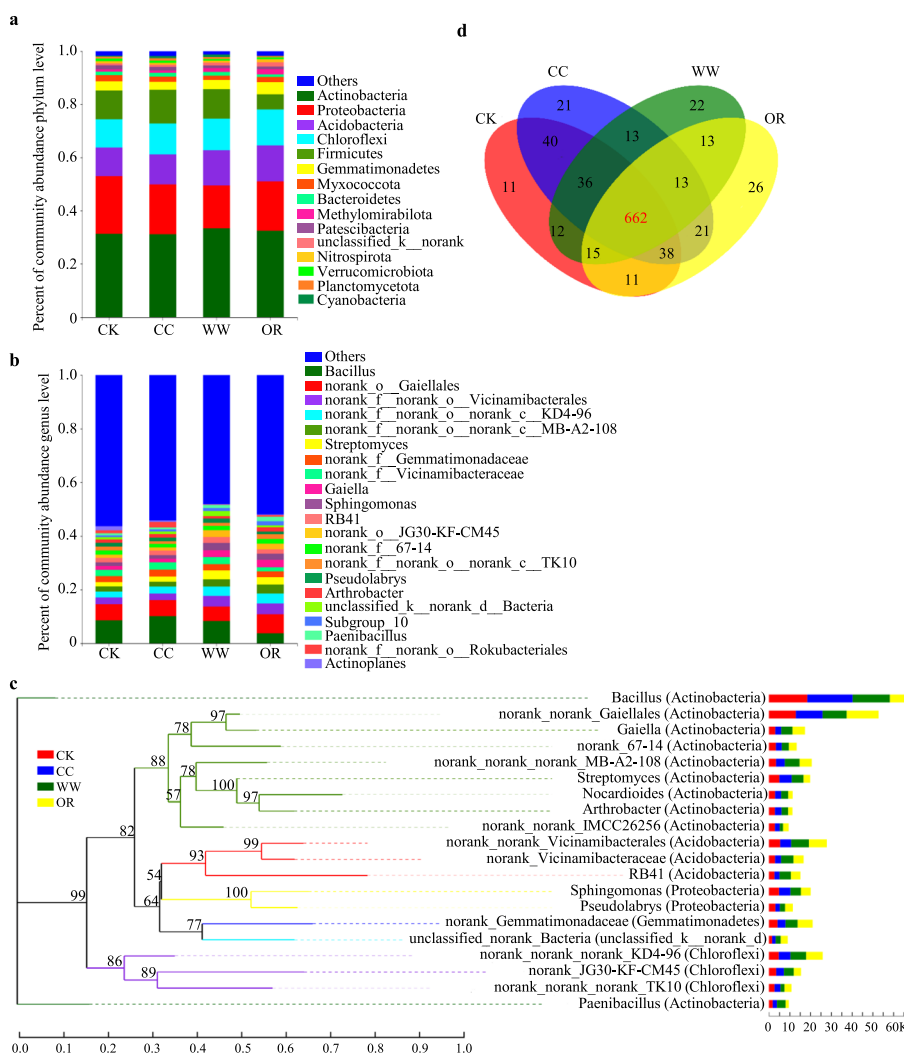 a
Percent of community abundance phylum level
1.0
0.8
0.6
0.4
0.2
0
CK
CC
WW
OR
Others
Actinobacteria
Proteobacteria
Acidobacteria
Chloroflexi
Firmicutes
Gemmatimonadetes
Myxococcota
Bacteroidetes
Methylomirabilota
Patescibacteria
unclassified_k__norank
Nitrospirota
Verrucomicrobiota
Planctomycetota
Cyanobacteria
d
CC
WW
CK
OR
21
22
40
13
13
11
36
13
26
662
12
21
15
38
11
b
Percent of community abundance genus level
1.0
0.8
0.6
0.4
0.2
0
CK
CC
WW
OR
Others
Bacillus
norank_o__Gaiellales
norank_f__norank_o__Vicinamibacterales
norank_f__norank_o__norank_c__KD4-96
norank_f__norank_o__norank_c__MB-A2-108
Streptomyces
norank_f__Gemmatimonadaceae
norank_f__Vicinamibacteraceae
Gaiella
Sphingomonas
RB41
norank_o__JG30-KF-CM45
norank_f__67-14
norank_f__norank_o__norank_c__TK10
Pseudolabrys
Arthrobacter
unclassified_k__norank_d__Bacteria
Subgroup_10
Paenibacillus
norank_f__norank_o__Rokubacteriales
Actinoplanes
c
CK
CC
WW
OR
99
82
88
78
97
78
57
100
97
54
93
99
64
100
77
86
89
Bacillus (Actinobacteria)
norank_norank_Gaiellales (Actinobacteria)
Gaiella (Actinobacteria)
norank_67-14 (Actinobacteria)
norank_norank_norank_MB-A2-108 (Actinobacteria)
Streptomyces (Actinobacteria)
Nocardioides (Actinobacteria)
Arthrobacter (Actinobacteria)
norank_norank_IMCC26256 (Actinobacteria)
norank_norank_Vicinamibacterales (Acidobacteria)
norank_Vicinamibacteraceae (Acidobacteria)
RB41 (Acidobacteria)
Sphingomonas (Proteobacteria)
Pseudolabrys (Proteobacteria)
norank_Gemmatimonadaceae (Gemmatimonadetes)
unclassified_norank_Bacteria (unclassified_k__norank_d)
norank_norank_norank_KD4-96 (Chloroflexi)
norank_JG30-KF-CM45 (Chloroflexi)
norank_norank_norank_TK10 (Chloroflexi)
Paenibacillus (Actinobacteria)
0.0 0.1 0.2 0.3 0.4 0.5 0.6 0.7 0.8 0.9 1.0
0 10 20 30 40 50 60K